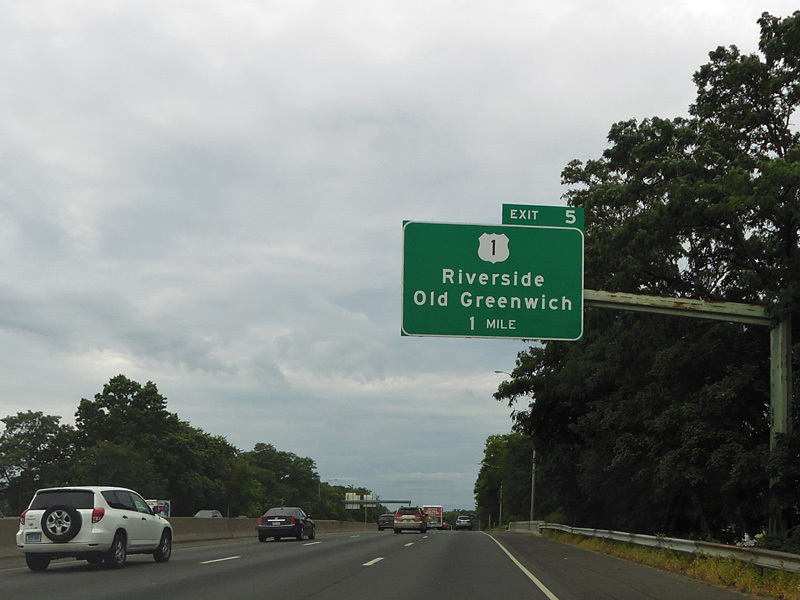 EXIT 5
1
Riverside
Old Greenwich
1 MILE